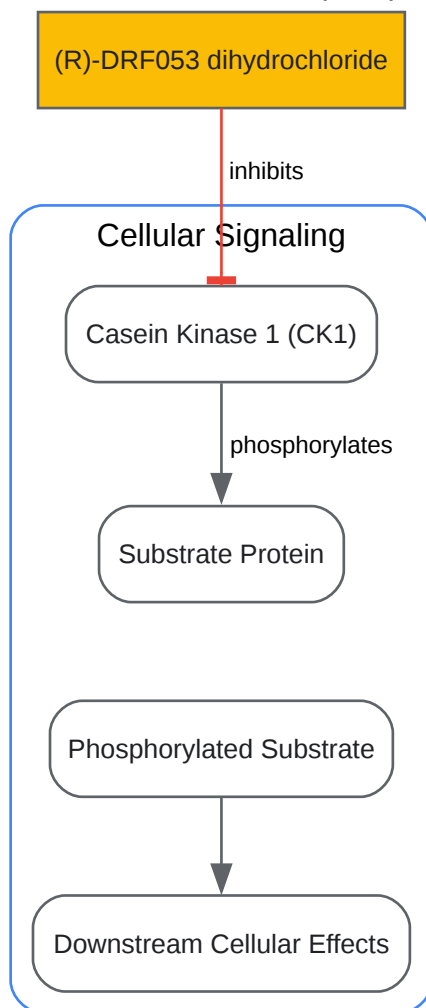 (R)-DRF053 dihydrochloride
inhibits
Cellular Signaling
Casein Kinase 1 (CK1)
phosphorylates
Substrate Protein
Phosphorylated Substrate
Downstream Cellular Effects